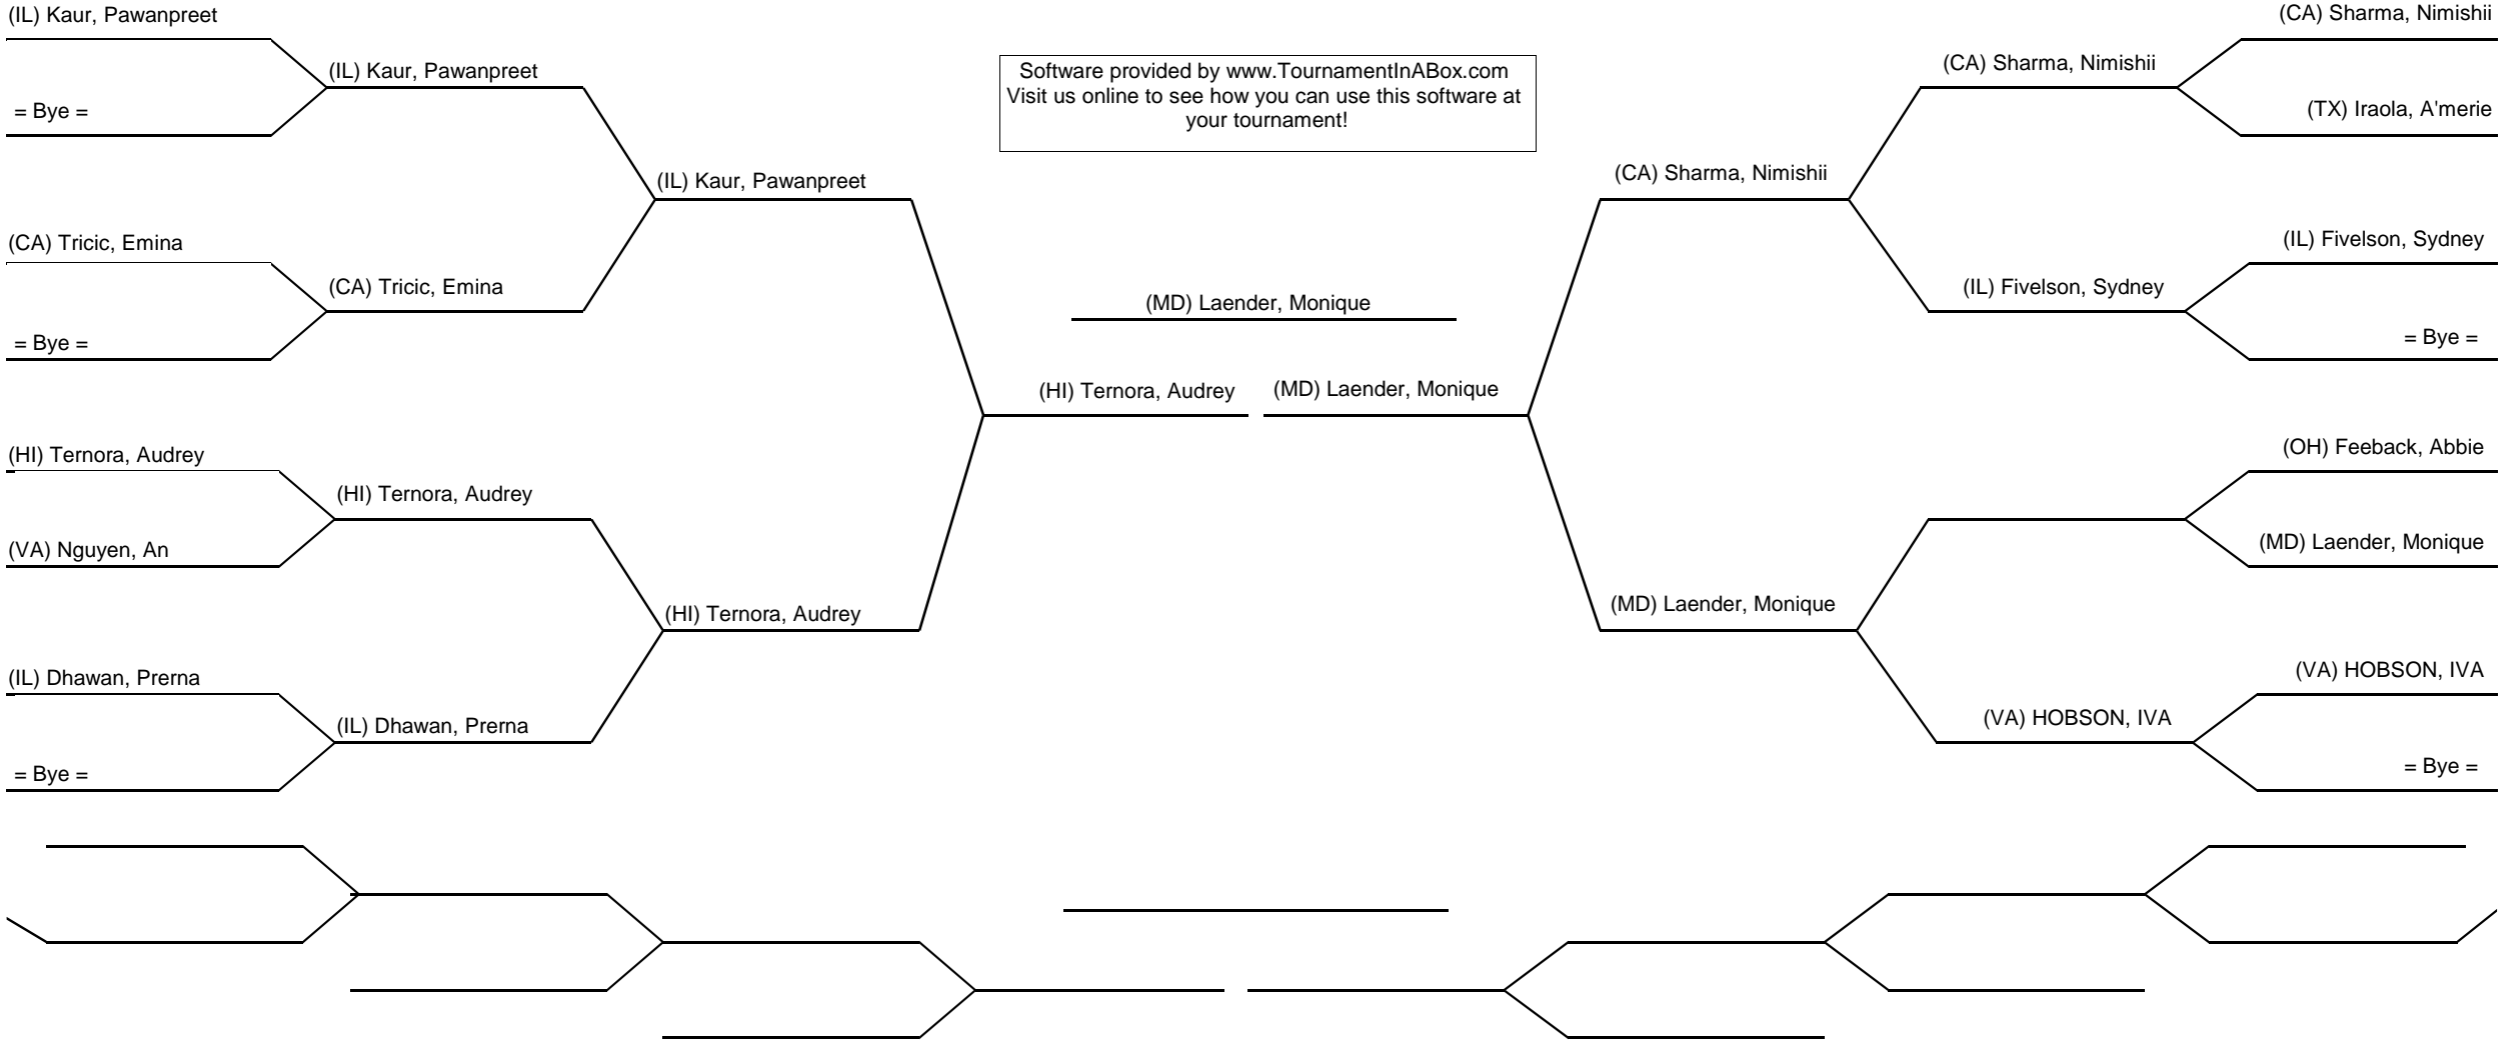 (IL) Kaur, Pawanpreet
(IL) Kaur, Pawanpreet
= Bye =
(IL) Kaur, Pawanpreet
(CA) Tricic, Emina
(CA) Tricic, Emina
= Bye =
(HI) Ternora, Audrey
(HI) Ternora, Audrey
(VA) Nguyen, An
(HI) Ternora, Audrey
(IL) Dhawan, Prerna
(IL) Dhawan, Prerna
= Bye =
Software provided by www.TournamentInABox.com
Visit us online to see how you can use this software at
your tournament!
(MD) Laender, Monique
(HI) Ternora, Audrey
(MD) Laender, Monique
(CA) Sharma, Nimishii
(CA) Sharma, Nimishii
(TX) Iraola, A'merie
(CA) Sharma, Nimishii
(IL) Fivelson, Sydney
(IL) Fivelson, Sydney
= Bye =
(OH) Feeback, Abbie
(MD) Laender, Monique
(MD) Laender, Monique
(VA) HOBSON, IVA
(VA) HOBSON, IVA
= Bye =